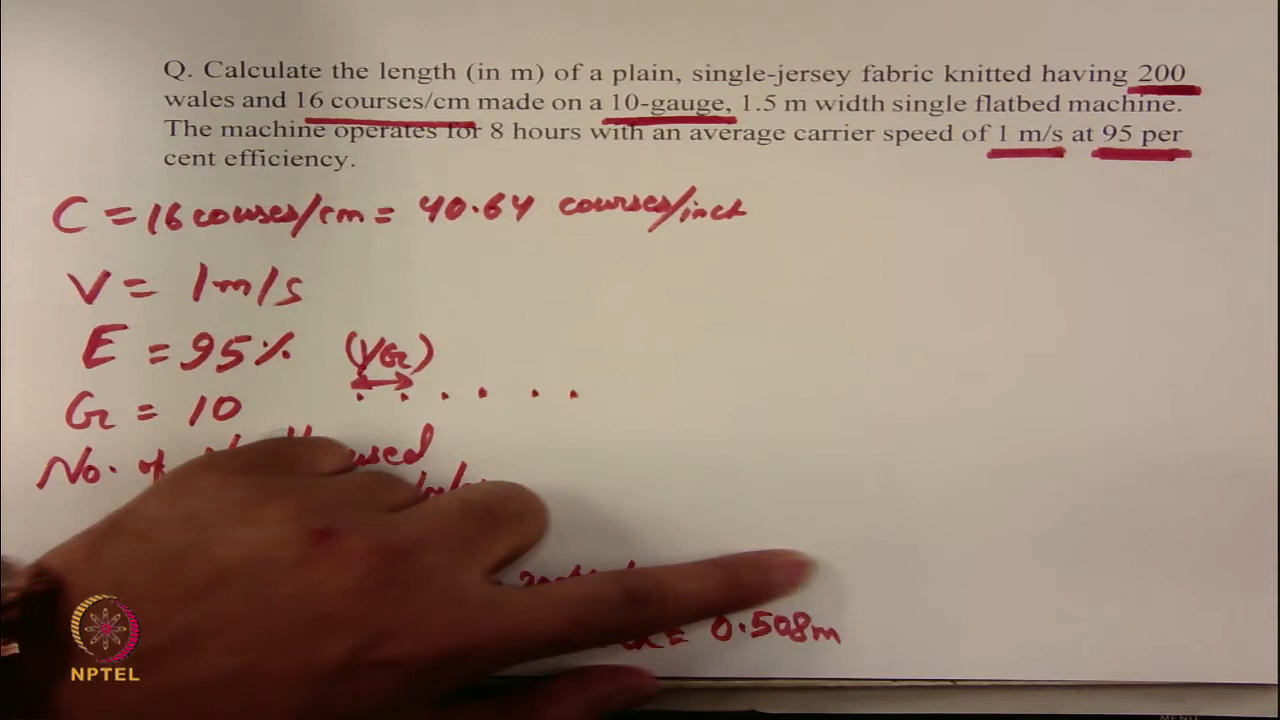 Q. Calculate the length (in m) of a plain, single-jersey fabric knitted having 200
wales and 16 courses/cm made on a 10-gauge, 1.5 m width single flatbed machine.
The machine operates for 8 hours with an average carrier speed of 1 m/s at 95 per
cent efficiency.
C = 16 couses/cm = 40.64 courses/inch
V = 1m/s
E = 95% (1/G)
G = 10
No. of used
= 0.508m
NPTEL